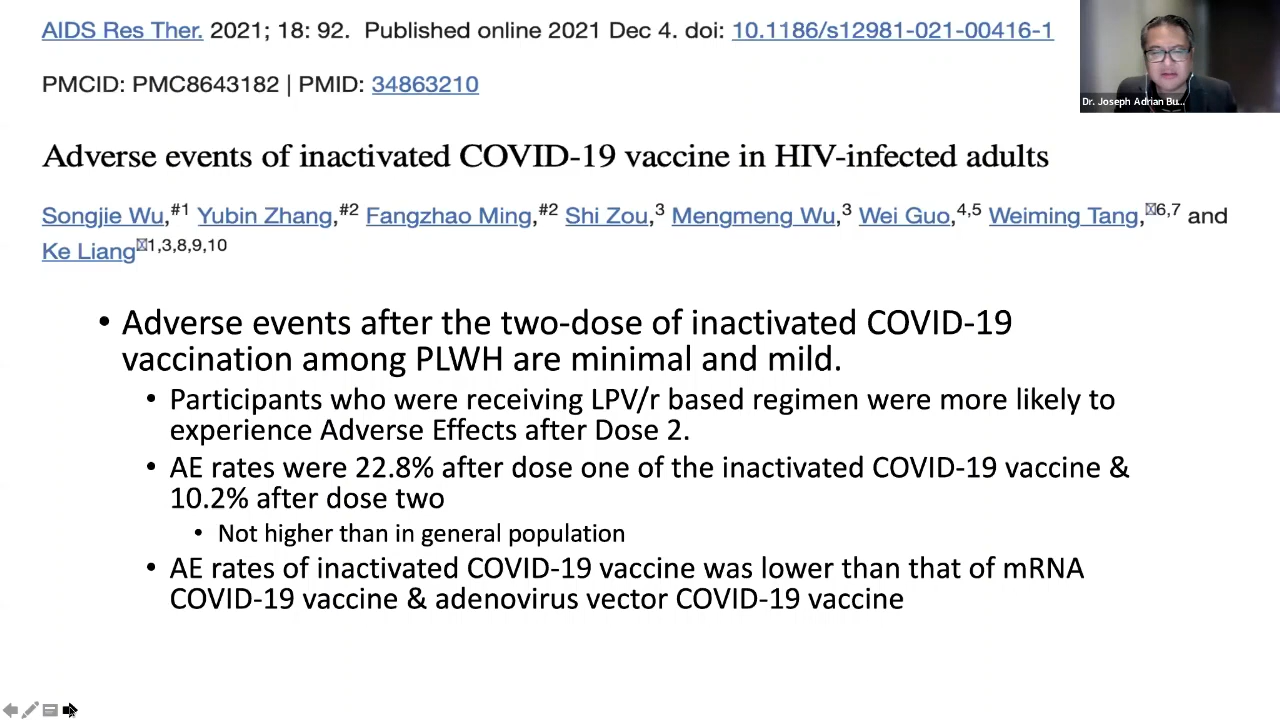 AIDS Res Ther. 2021; 18: 92. Published online 2021 Dec 4. doi: 10.1186/s12981-021-00416-1
Dr. Joseph Adrian Bu...
PMCID: PMC8643182 | PMID: 34863210
Adverse events of inactivated COVID-19 vaccine in HIV-infected adults
Songjie Wu,#1 Yubin Zhang,#2 Fangzhao Ming,#2 Shi Zou,3 Mengmeng Wu,3 Wei Guo,4,5 Weiming Tang,6,7 and
Ke Liang1,3,8,9,10
• Adverse events after the two-dose of inactivated COVID-19
vaccination among PLWH are minimal and mild.
• Participants who were receiving LPV/r based regimen were more likely to
experience Adverse Effects after Dose 2.
• AE rates were 22.8% after dose one of the inactivated COVID-19 vaccine &
10.2% after dose two
• Not higher than in general population
• AE rates of inactivated COVID-19 vaccine was lower than that of mRNA
COVID-19 vaccine & adenovirus vector COVID-19 vaccine